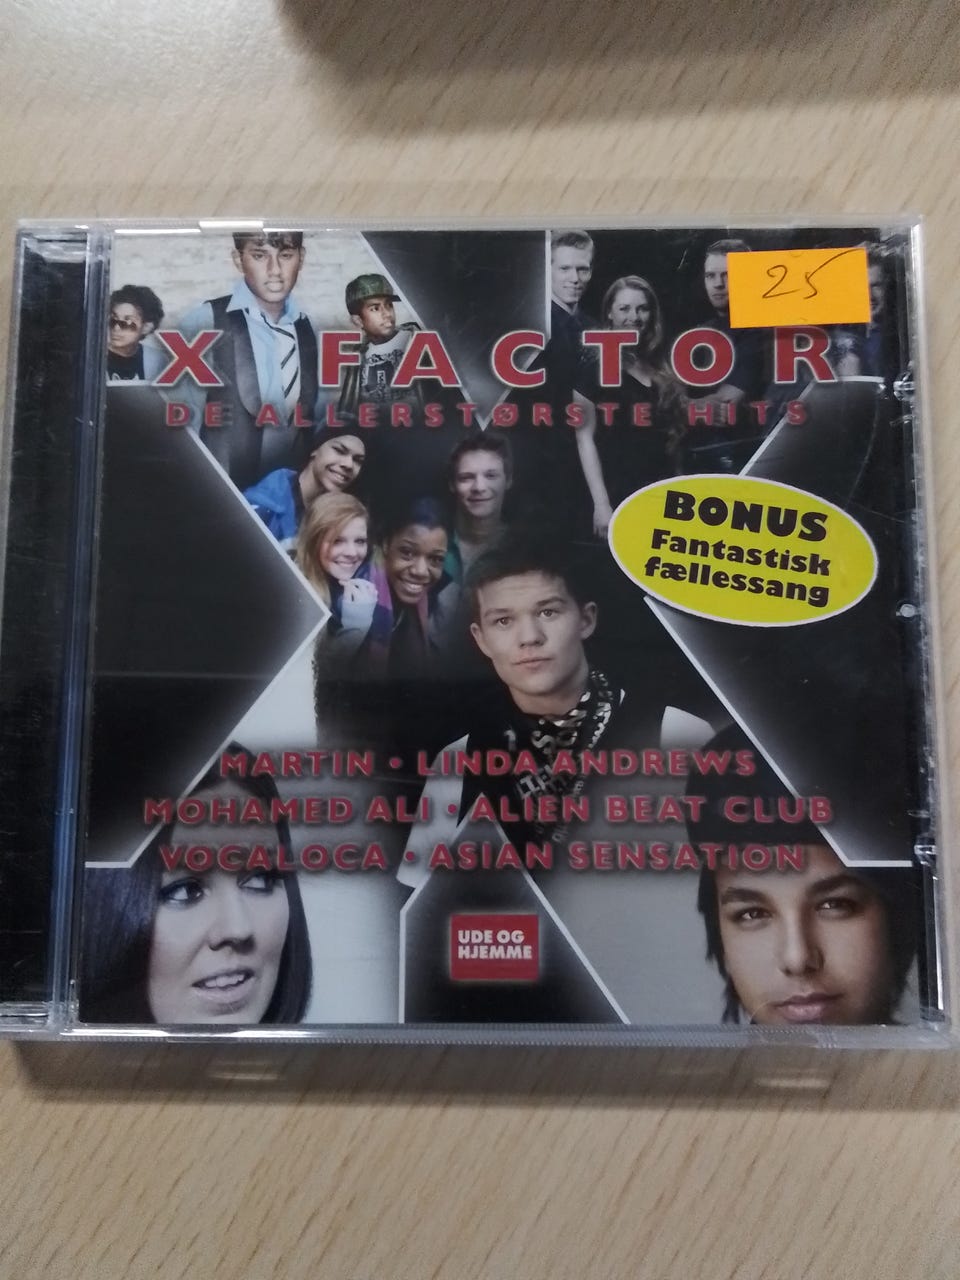 25
X FACTOR
DE ALLERSTØRSTE HITS
BONUS
Fantastisk
fællessang
MARTIN • LINDA ANDREWS
MOHAMED ALI • ALIEN BEAT CLUB
VOCALOCA • ASIAN SENSATION
UDE OG
HJEMME